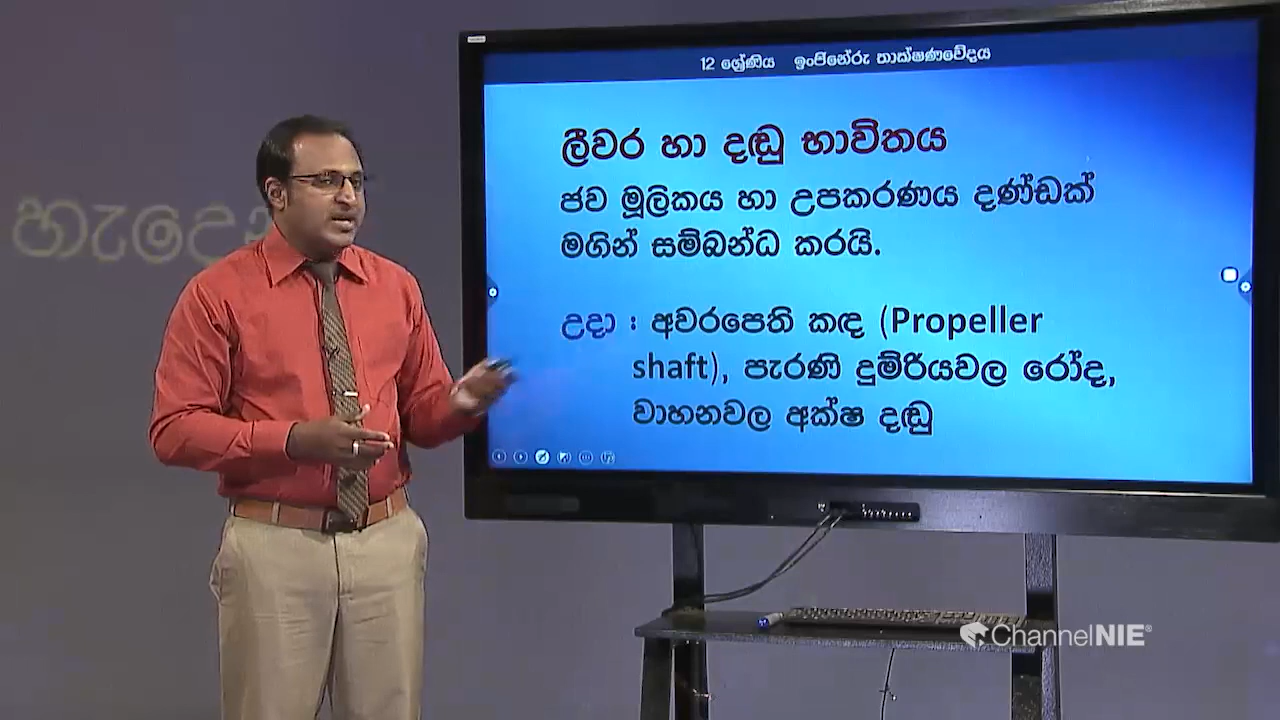 12 ශ්‍රේණිය ඉංජිනේරු තාක්ෂණවේදය
ලීවර හා දඬු භාවිතය
ජව මූලිකය හා උපකරණය දණ්ඩක්
මගින් සම්බන්ධ කරයි.
උදා : අවරපෙති කඳ (Propeller
shaft), පැරණි දුම්රියවල රෝද,
වාහනවල අක්ෂ දඬු
ChannelNIE®